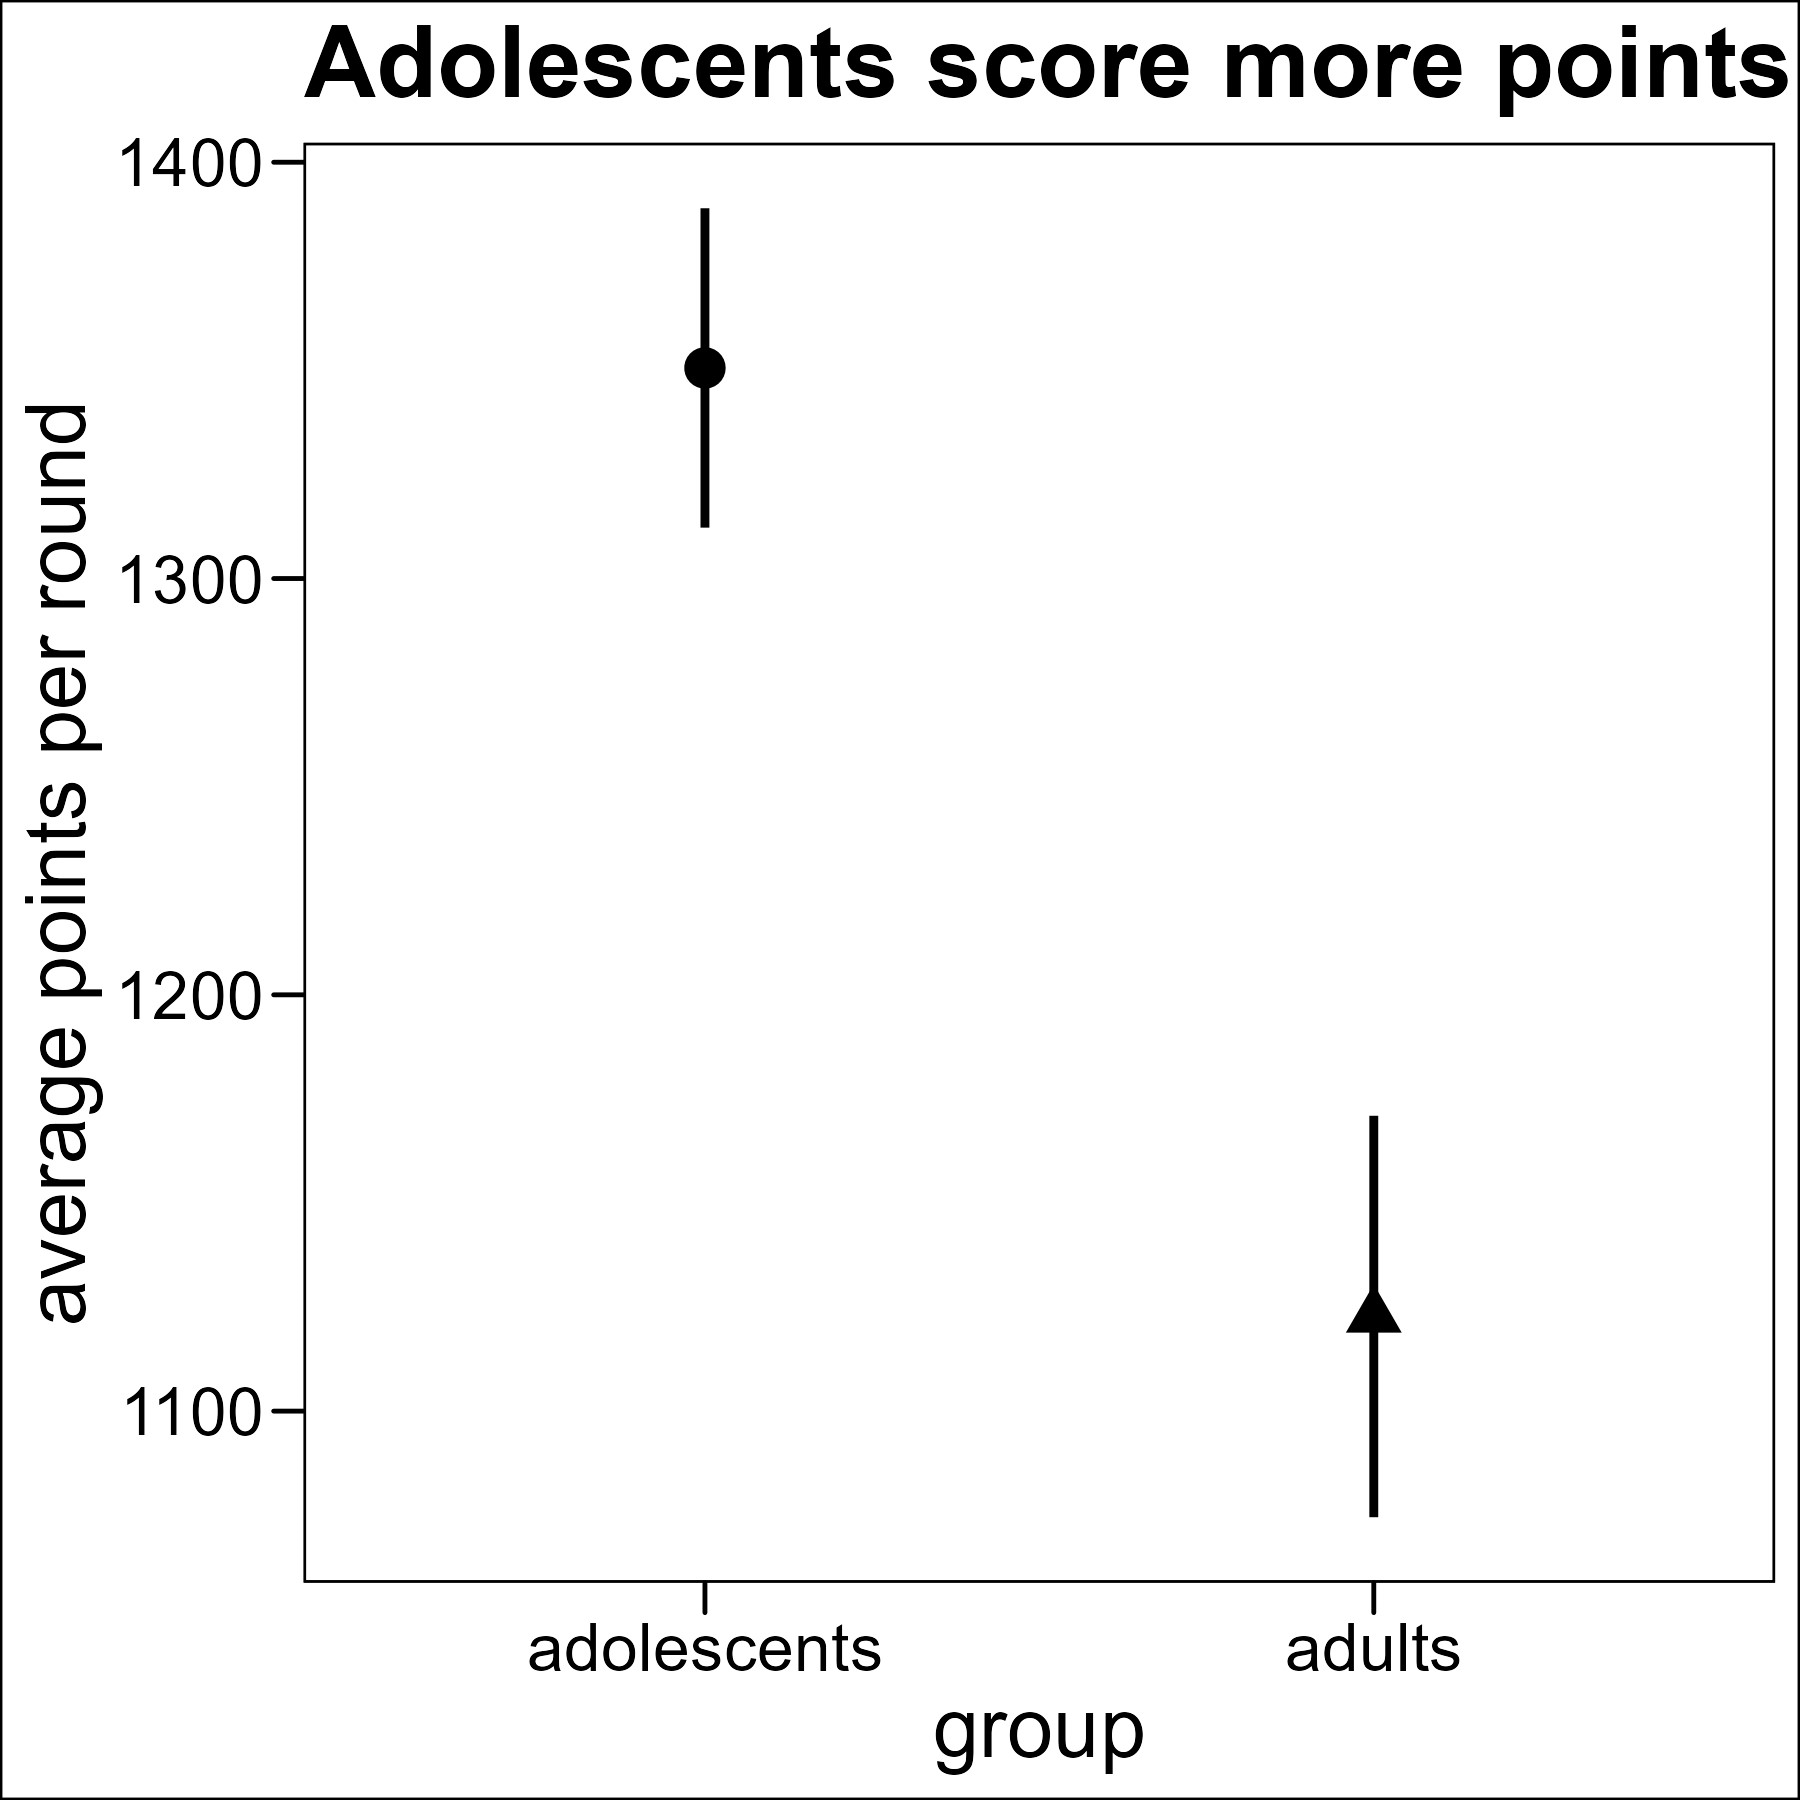 Adolescents score more points
1400
1300
1200
1100
average points per round
adolescents
adults
group